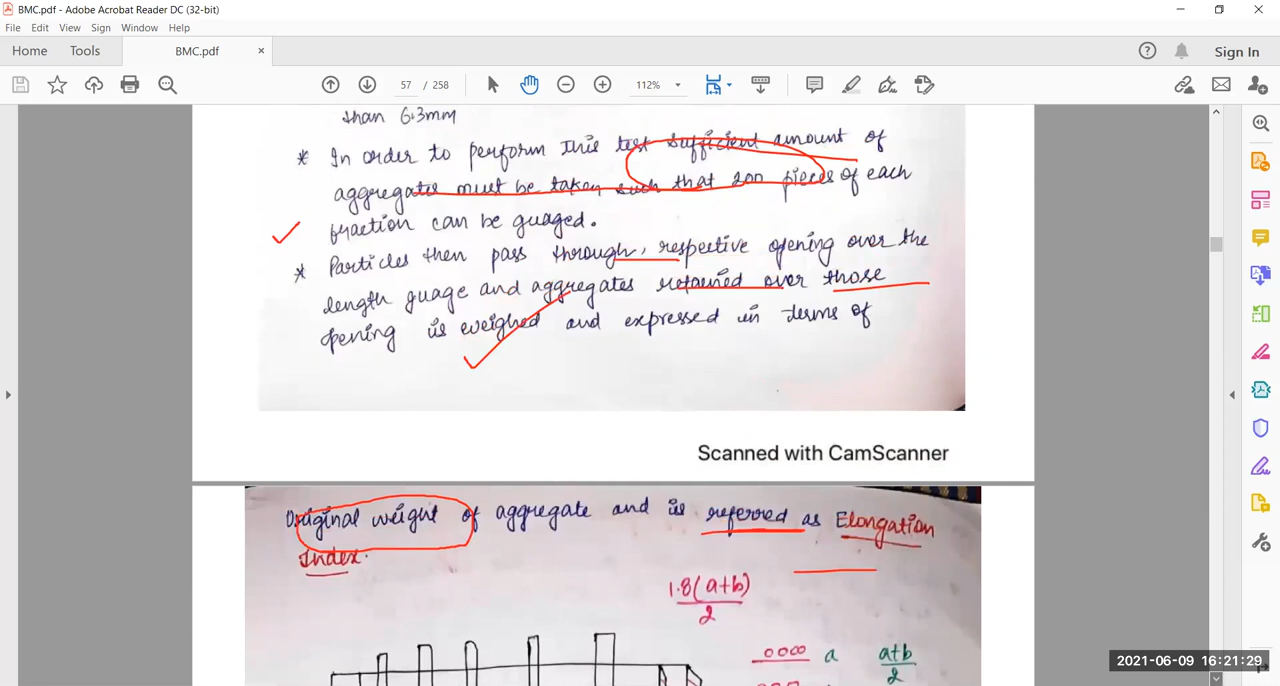 BMC.pdf - Adobe Acrobat Reader DC (32-bit)
File Edit View Sign Window Help
Home Tools BMC.pdf × Sign In
57 / 258 112%
than 6.3mm
* In order to perform this test sufficient amount of
aggregates must be taken such that 200 pieces of each
fraction can be guaged.
* Particles then pass through, respective opening over the
length guage and aggregates retained over those
opening is weighed and expressed in terms of
Scanned with CamScanner
Original weight of aggregate and is referred as Elongation
Index.
1.8(a+b)
2
0000 a a+b
2
2021-06-09 16:21:29